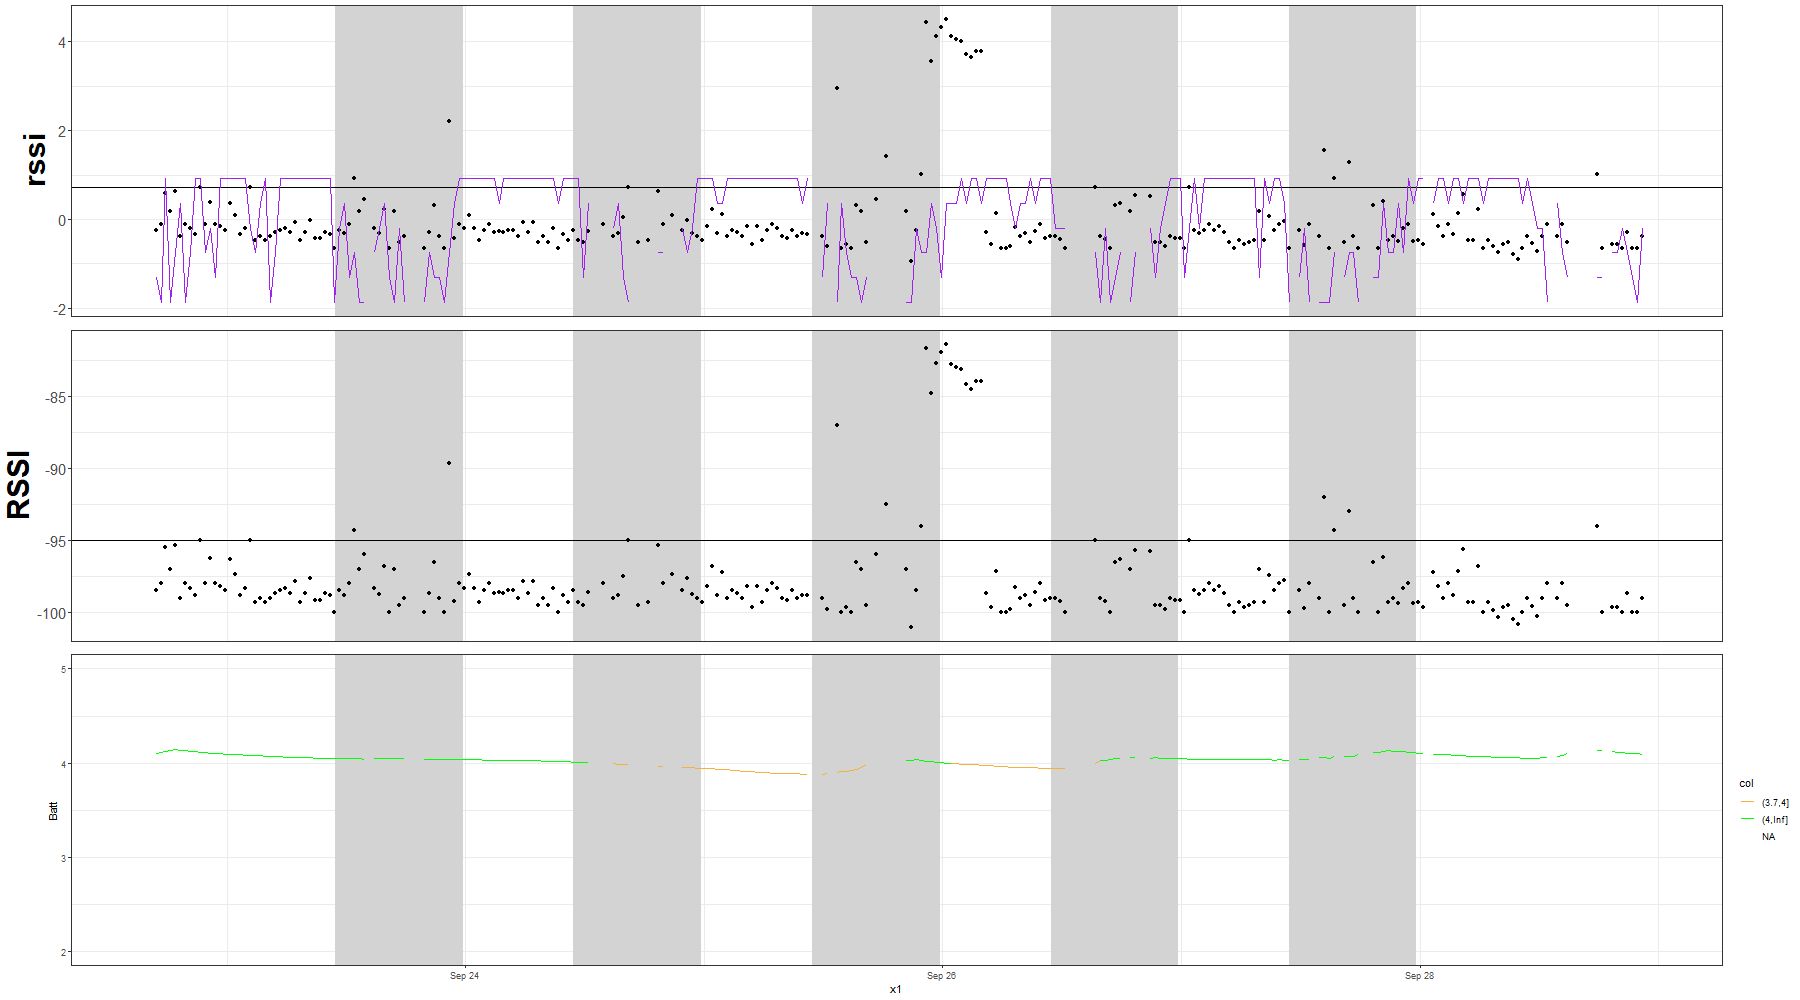 rssi
4
2
0
-2
RSSI
-85
-90
-95
-100
Batt
5
4
3
2
Sep 24
Sep 26
Sep 28
x1
col
(3.7,4]
(4,Inf]
NA